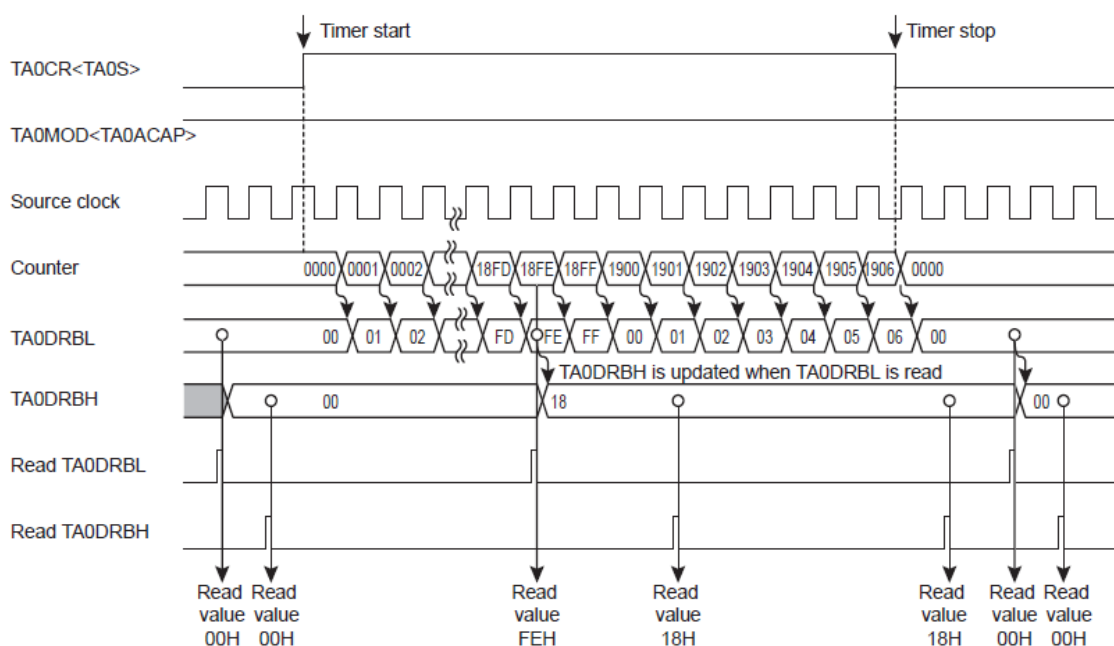 Timer start
Timer stop
TA0CR<TA0S>
TA0MOD<TA0ACAP>
Source clock
Counter
0000 0001 0002 18FD 18FE 18FF 1900 1901 1902 1903 1904 1905 1906 0000
TA0DRBL
00 01 02 FD FE FF 00 01 02 03 04 05 06 00
TA0DRBH is updated when TA0DRBL is read
TA0DRBH
00 18 00
Read TA0DRBL
Read TA0DRBH
Read Read Read Read Read Read Read
value value value value value value value
00H 00H FEH 18H 18H 00H 00H